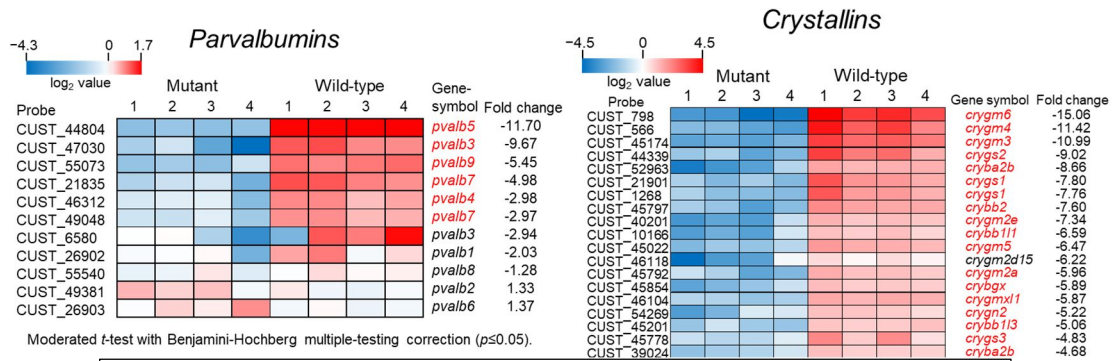 Parvalbumins
−4.3 0 1.7
log2 value
Mutant Wild-type Gene-symbol Fold change
Probe 1 2 3 4 1 2 3 4
CUST_44804 pvalb5 -11.70
CUST_47030 pvalb3 -9.67
CUST_55073 pvalb9 -5.45
CUST_21835 pvalb7 -4.98
CUST_46312 pvalb4 -2.98
CUST_49048 pvalb7 -2.97
CUST_6580 pvalb3 -2.94
CUST_26902 pvalb1 -2.03
CUST_55540 pvalb8 -1.28
CUST_49381 pvalb2 1.33
CUST_26903 pvalb6 1.37
Moderated t-test with Benjamini-Hochberg multiple-testing correction (p≤0.05).
Crystallins
−4.5 0 4.5
log2 value
Mutant Wild-type
Probe 1 2 3 4 1 2 3 4 Gene symbol Fold change
CUST_798 crygm6 -15.06
CUST_566 crygm4 -11.42
CUST_45174 crygm3 -10.99
CUST_44339 crygs2 -9.02
CUST_52963 cryba2b -8.66
CUST_21901 crygs1 -7.80
CUST_1268 crygs1 -7.76
CUST_45797 crybb2 -7.60
CUST_40201 crygm2e -7.34
CUST_10166 crybb1l1 -6.59
CUST_45022 crygm5 -6.47
CUST_46118 crygm2d15 -6.22
CUST_45792 crygm2a -5.96
CUST_45854 crybgx -5.89
CUST_46104 crygmxl1 -5.87
CUST_54269 crygn2 -5.22
CUST_45201 crybb1l3 -5.06
CUST_45778 crygs3 -4.83
CUST_39024 cryba2b -4.68